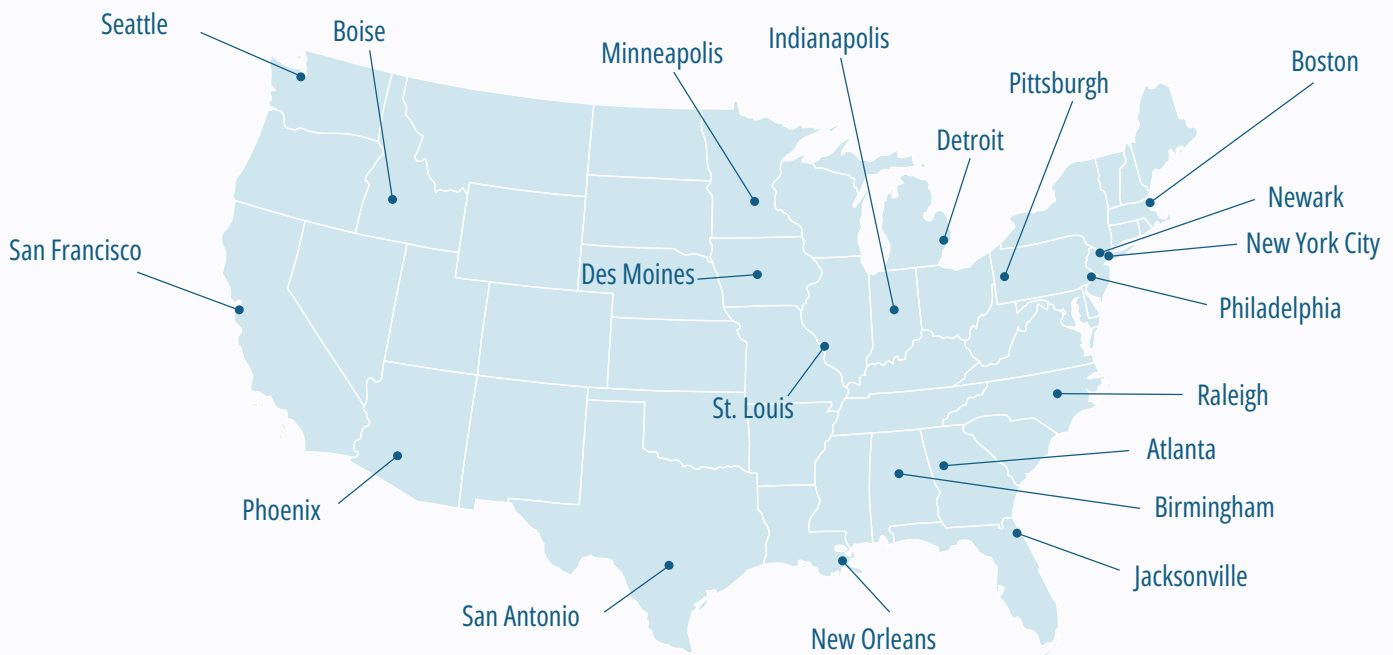 Seattle
Boise
Minneapolis
Indianapolis
Pittsburgh
Boston
Detroit
Newark
New York City
San Francisco
Des Moines
Philadelphia
St. Louis
Raleigh
Atlanta
Phoenix
Birmingham
Jacksonville
San Antonio
New Orleans